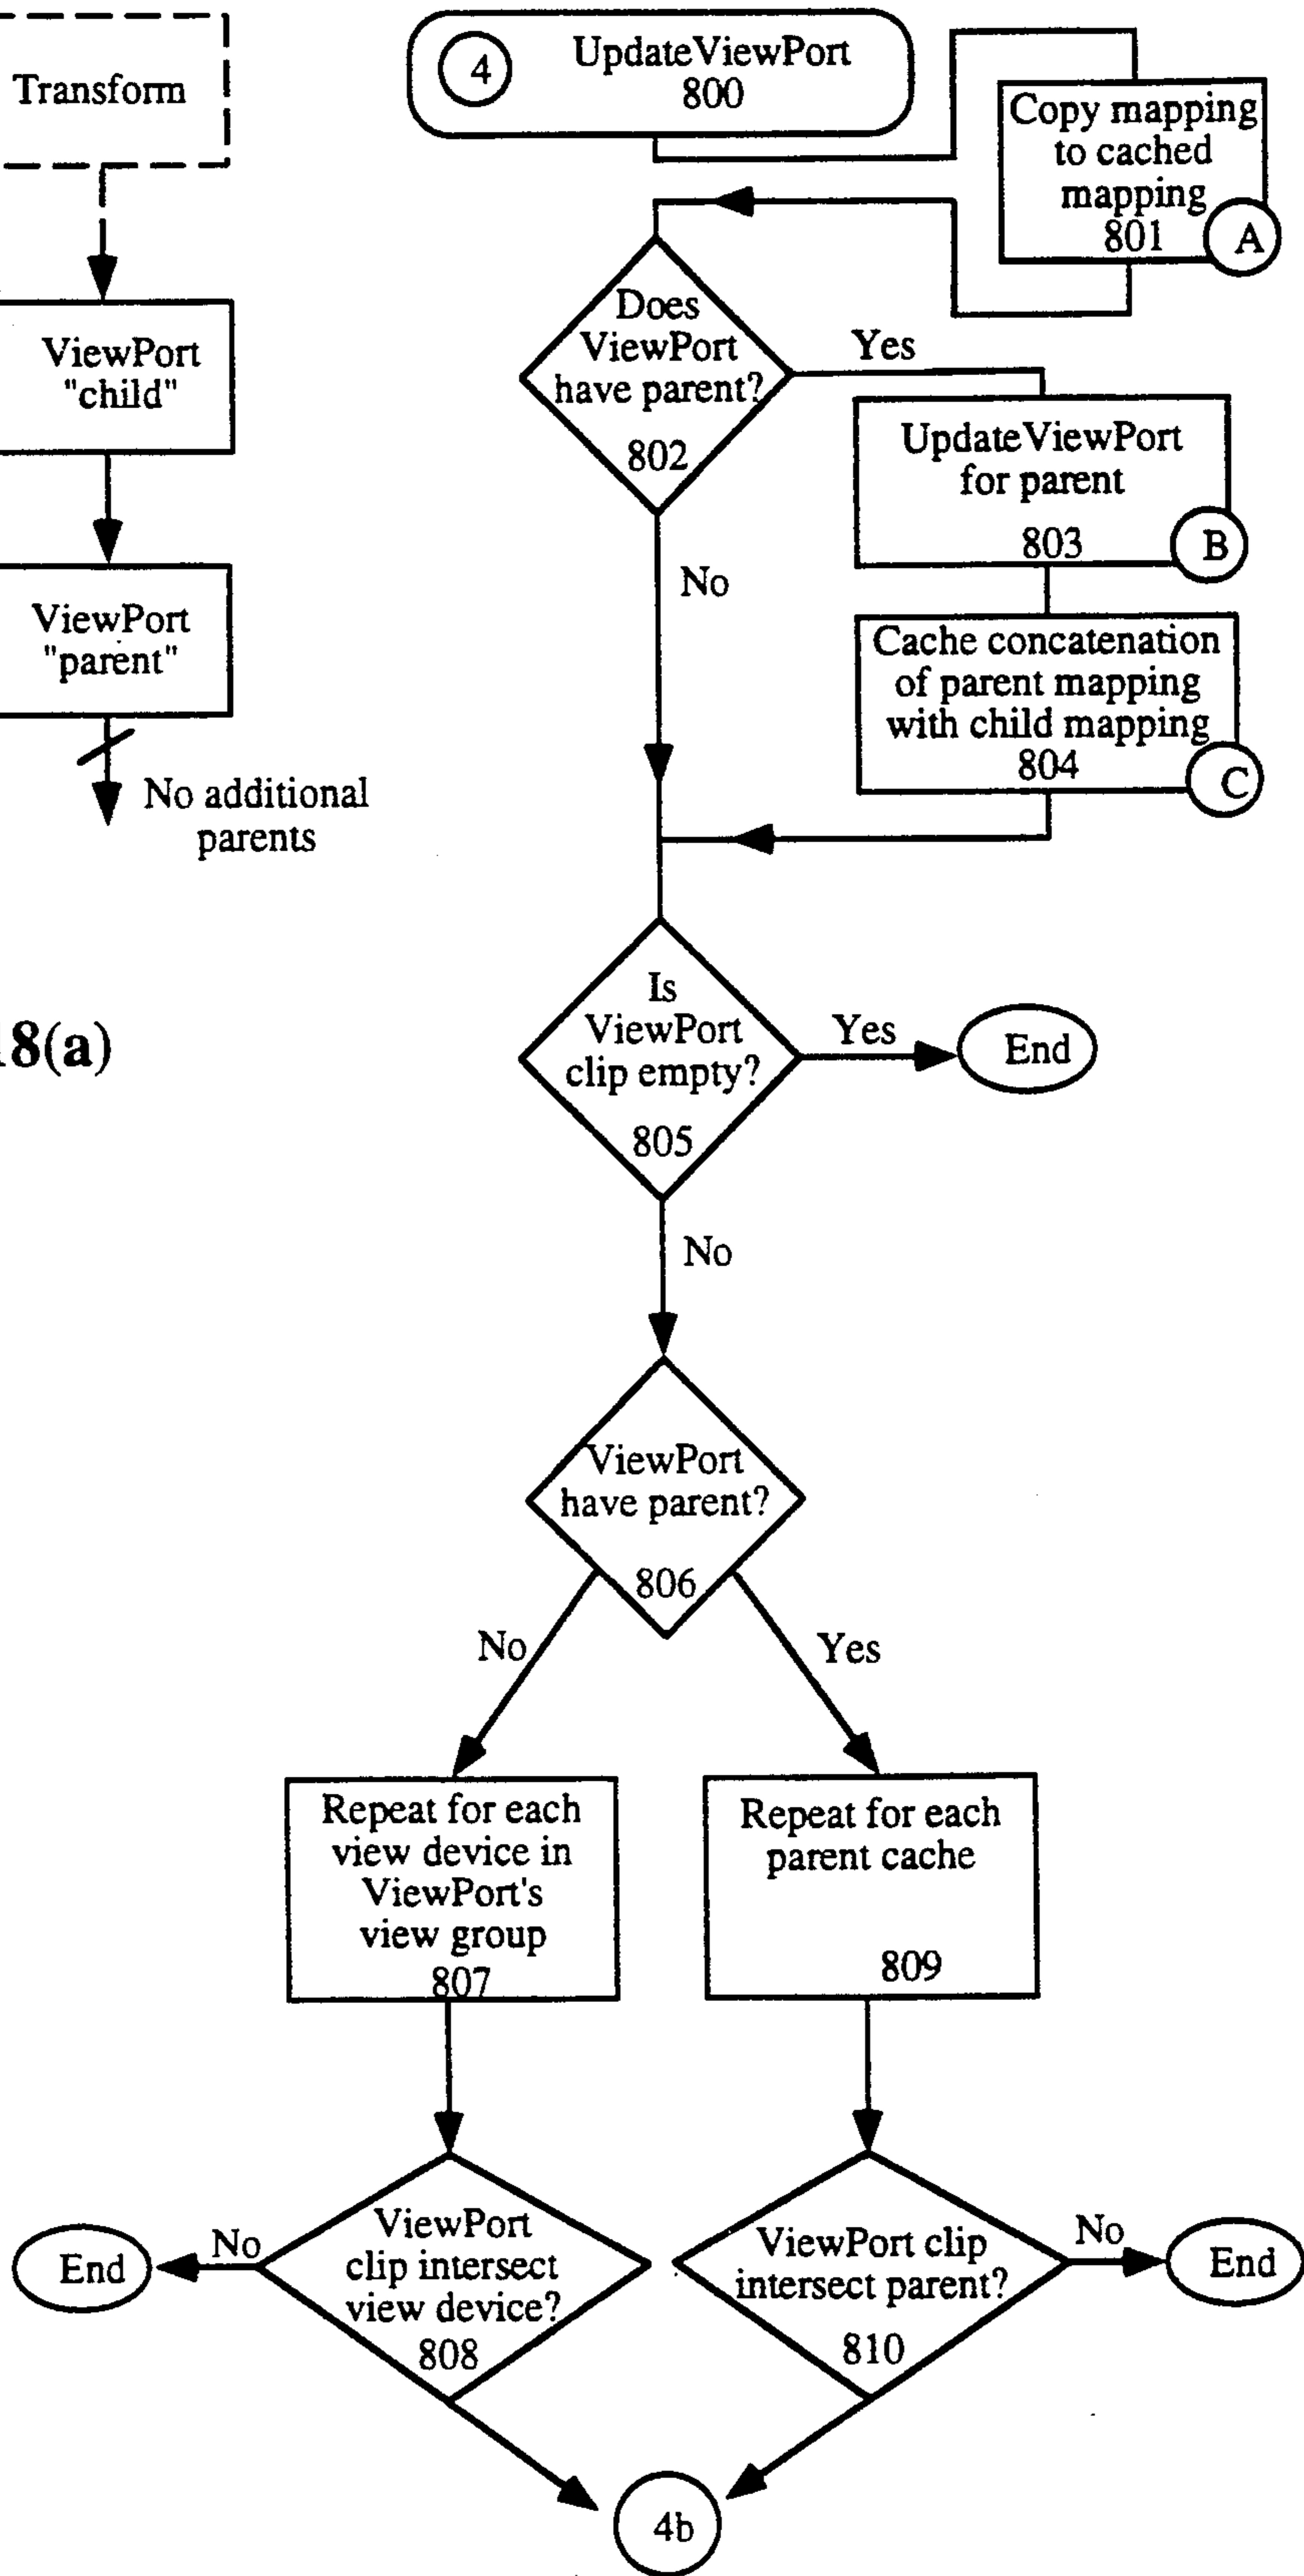 Transform
ViewPort
"child"
ViewPort
"parent"
No additional
parents
18(a)
4
UpdateViewPort
800
Copy mapping
to cached
mapping
801
A
Does
ViewPort
have parent?
802
Yes
No
UpdateViewPort
for parent
803
B
Cache concatenation
of parent mapping
with child mapping
804
C
Is
ViewPort
clip empty?
805
Yes
End
No
ViewPort
have parent?
806
No
Yes
Repeat for each
view device in
ViewPort's
view group
807
Repeat for each
parent cache
809
ViewPort
clip intersect
view device?
808
No
End
ViewPort clip
intersect parent?
810
No
End
4b